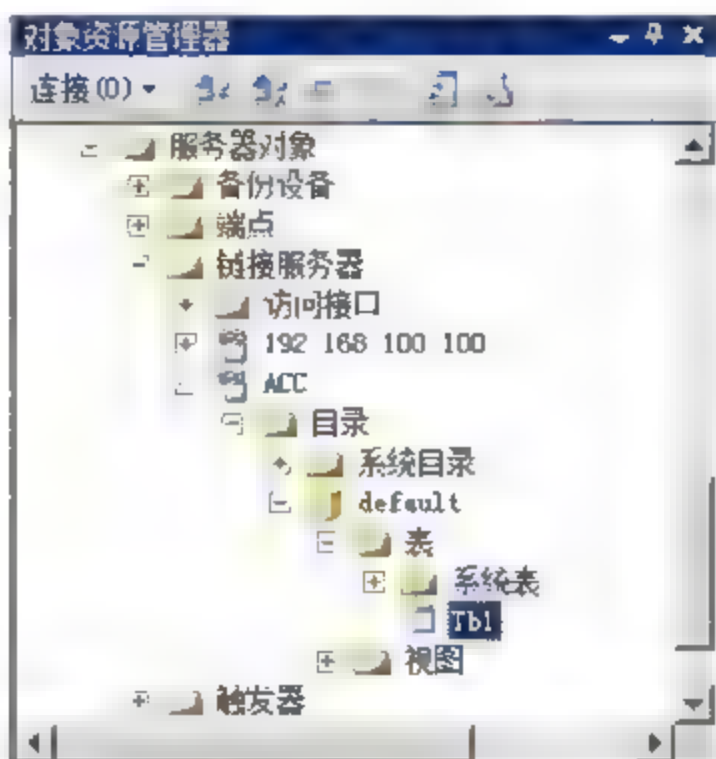 对象资源管理器
连接(O)
服务器对象
备份设备
端点
链接服务器
访问接口
192 168 100 100
ACC
目录
系统目录
default
表
系统表
Tbl
视图
触发器